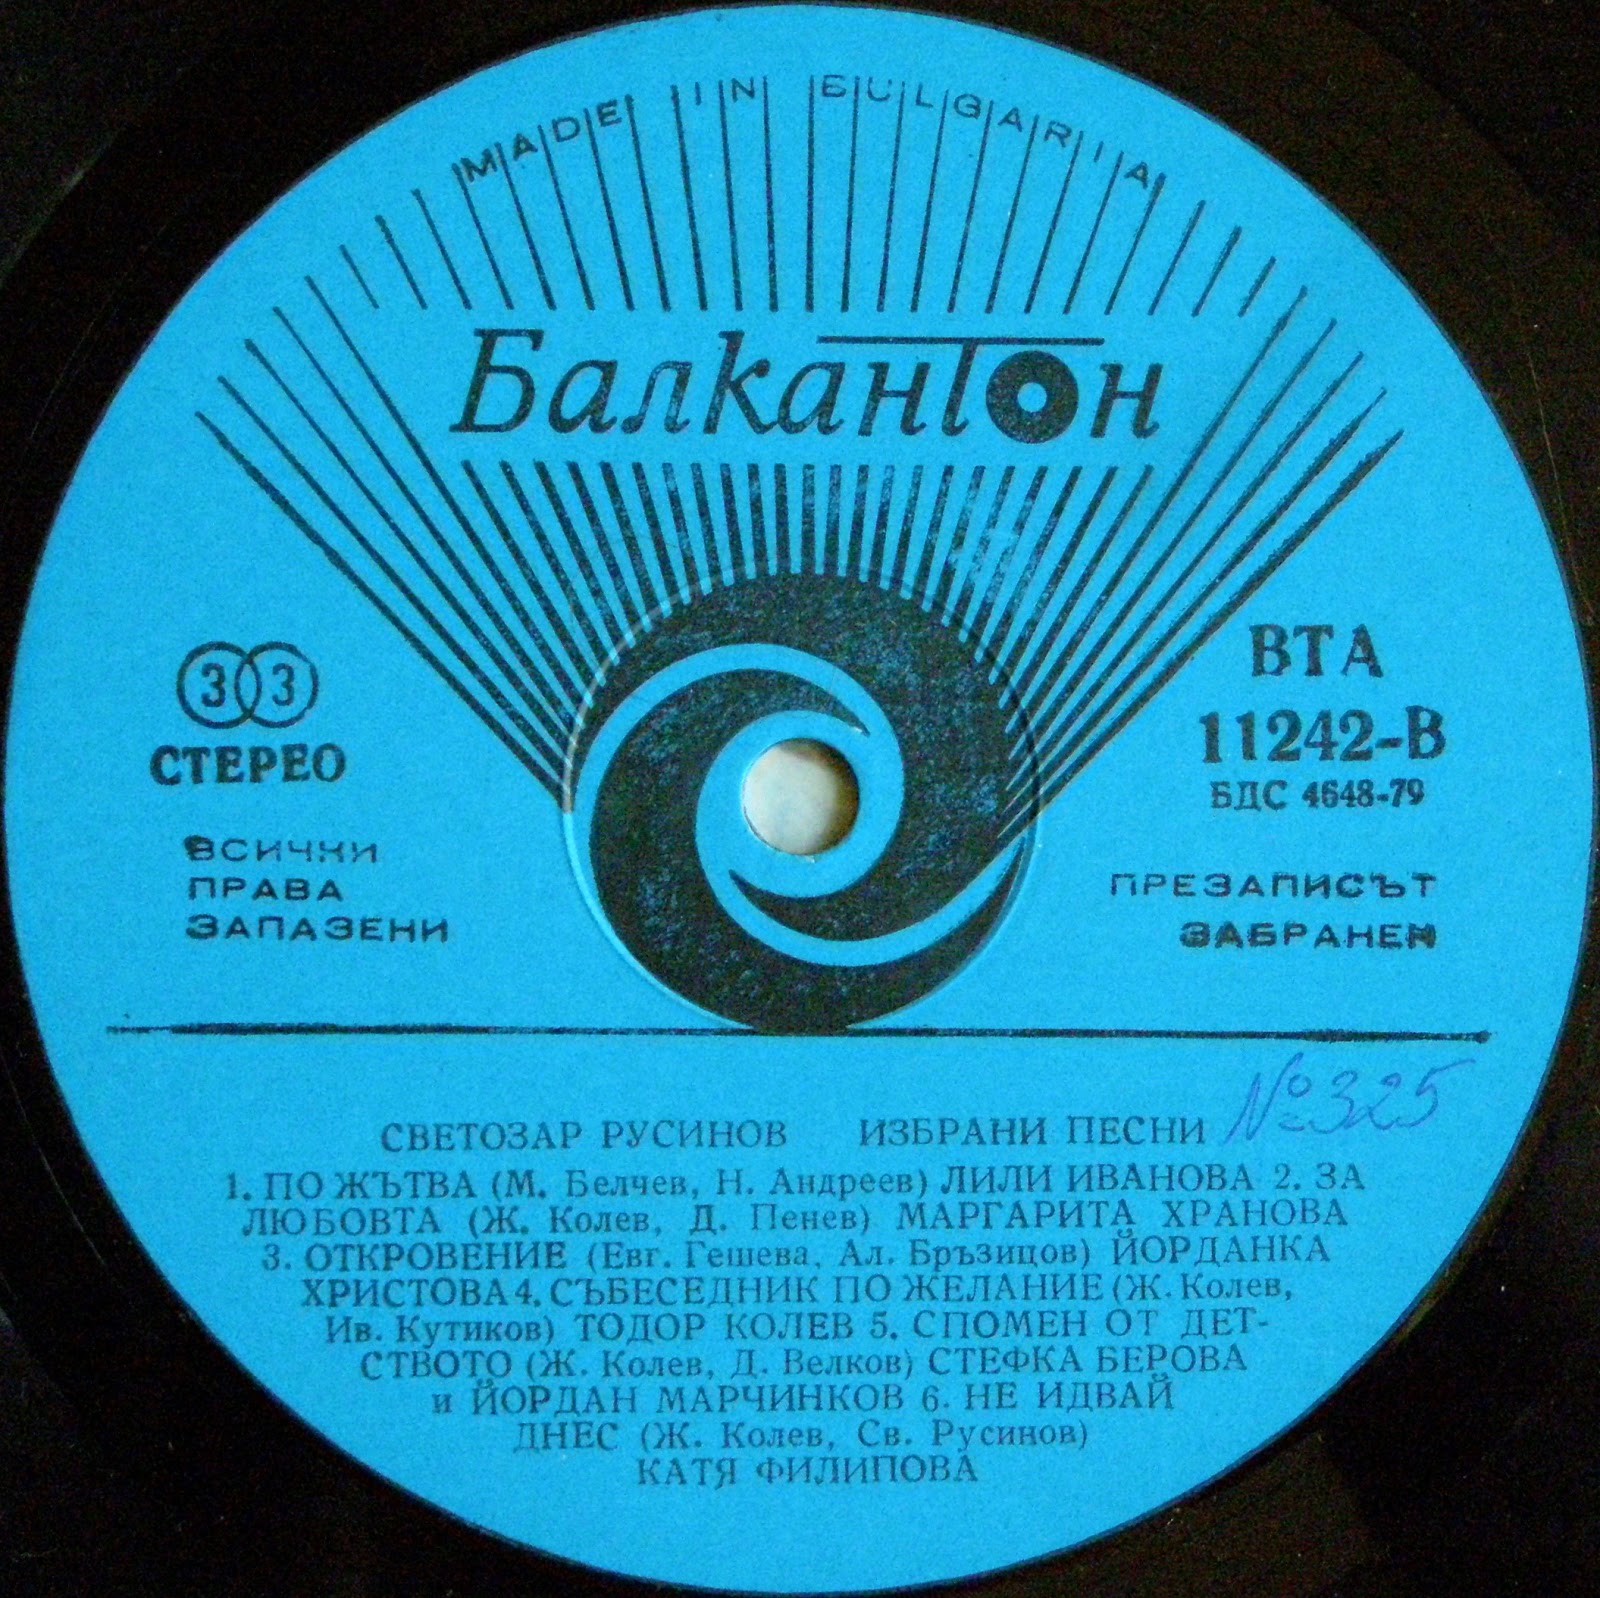 MADE IN BULGARIA
Балкантон
33
СТЕРЕО
ВТА
11242-В
БДС 4648-79
ВСИЧКИ
ПРАВА
ЗАПАЗЕНИ
ПРЕЗАПИСЪТ
ЗАБРАНЕН
№325
СВЕТОЗАР РУСИНОВ ИЗБРАНИ ПЕСНИ
1. ПО ЖЪТВА (М. Белчев, Н. Андреев) ЛИЛИ ИВАНОВА 2. ЗА
ЛЮБОВТА (Ж. Колев, Д. Пенев) МАРГАРИТА ХРАНОВА
3. ОТКРОВЕНИЕ (Евг. Гешева, Ал. Бръзицов) ЙОРДАНКА
ХРИСТОВА 4. СЪБЕСЕДНИК ПО ЖЕЛАНИЕ (Ж. Колев,
Ив. Кутиков) ТОДОР КОЛЕВ 5. СПОМЕН ОТ ДЕТ-
СТВОТО (Ж. Колев, Д. Велков) СТЕФКА БЕРОВА
и ЙОРДАН МАРЧИНКОВ 6. НЕ ИДВАЙ
ДНЕС (Ж. Колев, Св. Русинов)
КАТЯ ФИЛИПОВА